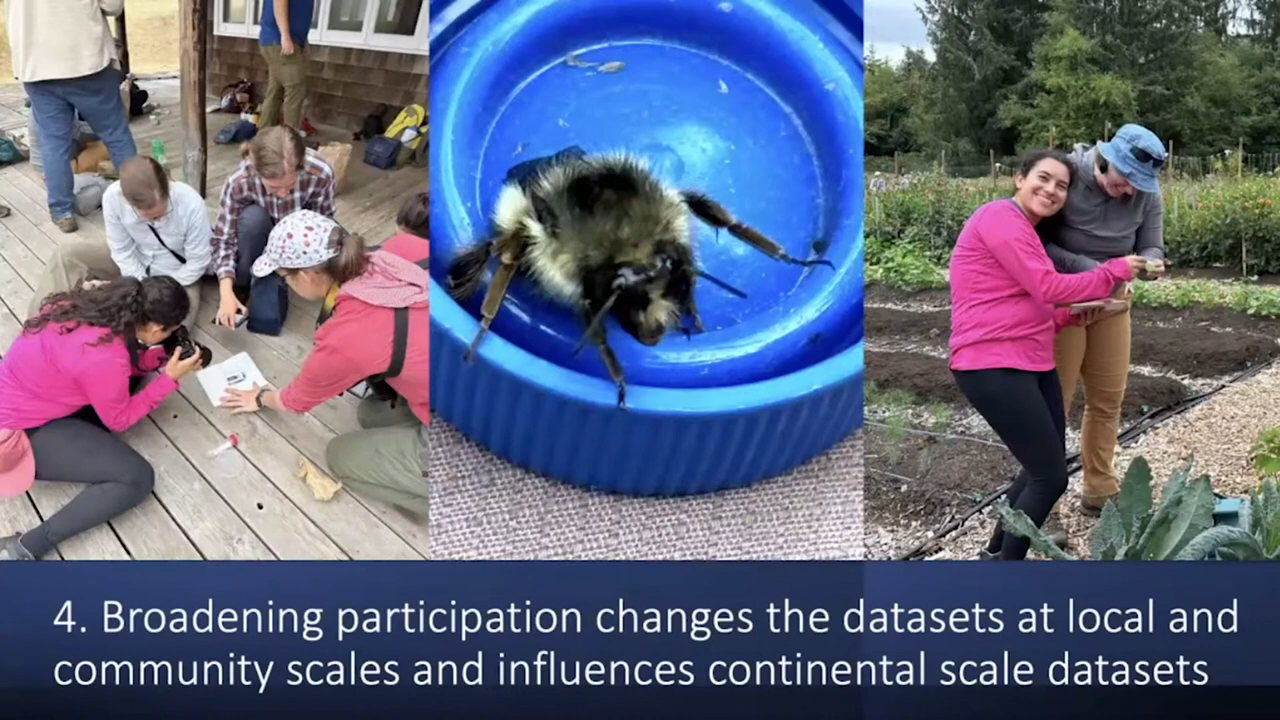 4. Broadening participation changes the datasets at local and
community scales and influences continental scale datasets